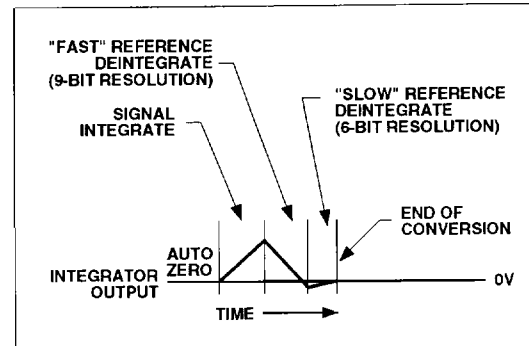 "FAST" REFERENCE
DEINTEGRATE
(9-BIT RESOLUTION)
SIGNAL
INTEGRATE
"SLOW" REFERENCE
DEINTEGRATE
(6-BIT RESOLUTION)
END OF
CONVERSION
AUTO
ZERO
INTEGRATOR
OUTPUT
0V
TIME